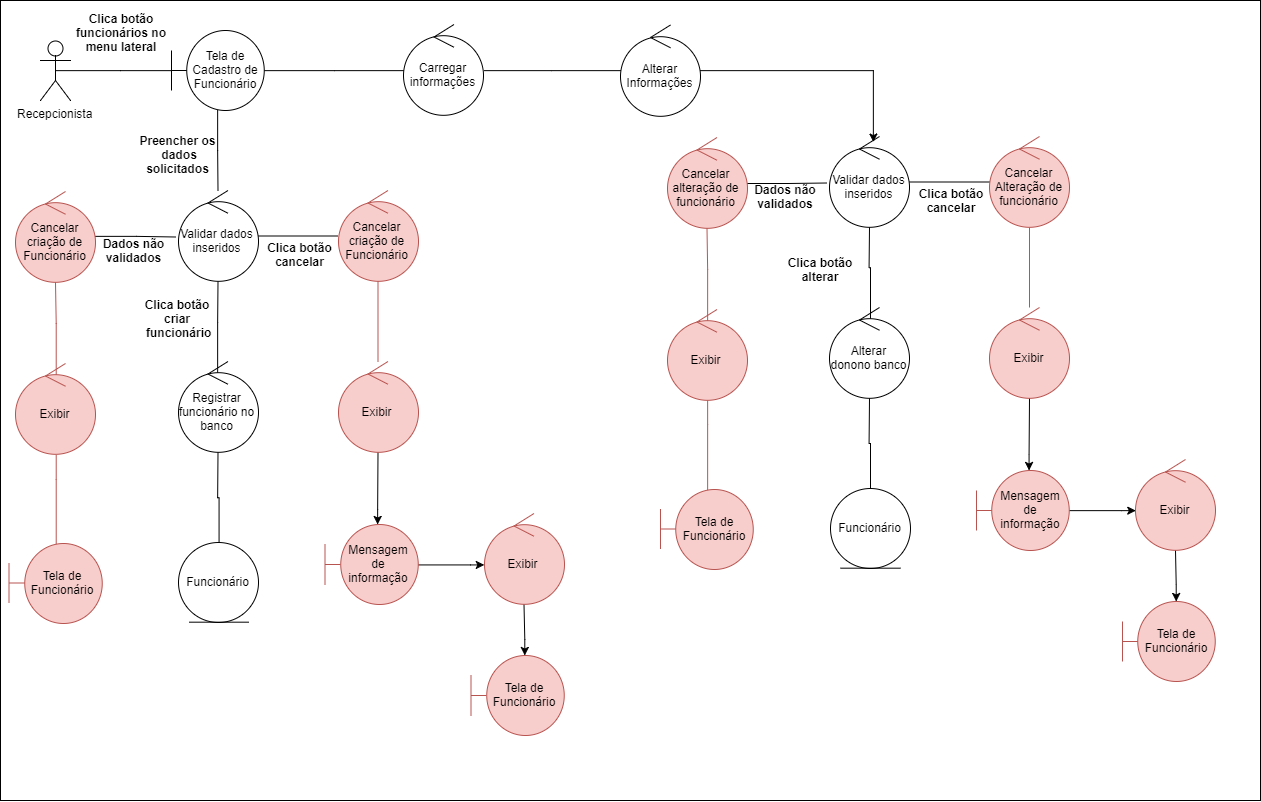 Clica botão
funcionários no
menu lateral
Recepcionista
Tela de
Cadastro de
Funcionário
Carregar
informações
Alterar
Informações
Preencher os
dados
solicitados
Cancelar
criação de
Funcionário
Dados não
validados
Validar dados
inseridos
Clica botão
cancelar
Cancelar
criação de
Funcionário
Clica botão
criar
funcionário
Exibir
Registrar
funcionário no
banco
Exibir
Tela de
Funcionário
Funcionário
Mensagem
de
informação
Exibir
Tela de
Funcionário
Cancelar
alteração de
funcionário
Dados não
validados
Validar dados
inseridos
Clica botão
cancelar
Cancelar
Alteração de
funcionário
Clica botão
alterar
Exibir
Alterar
donono banco
Exibir
Tela de
Funcionário
Funcionário
Mensagem
de
informação
Exibir
Tela de
Funcionário